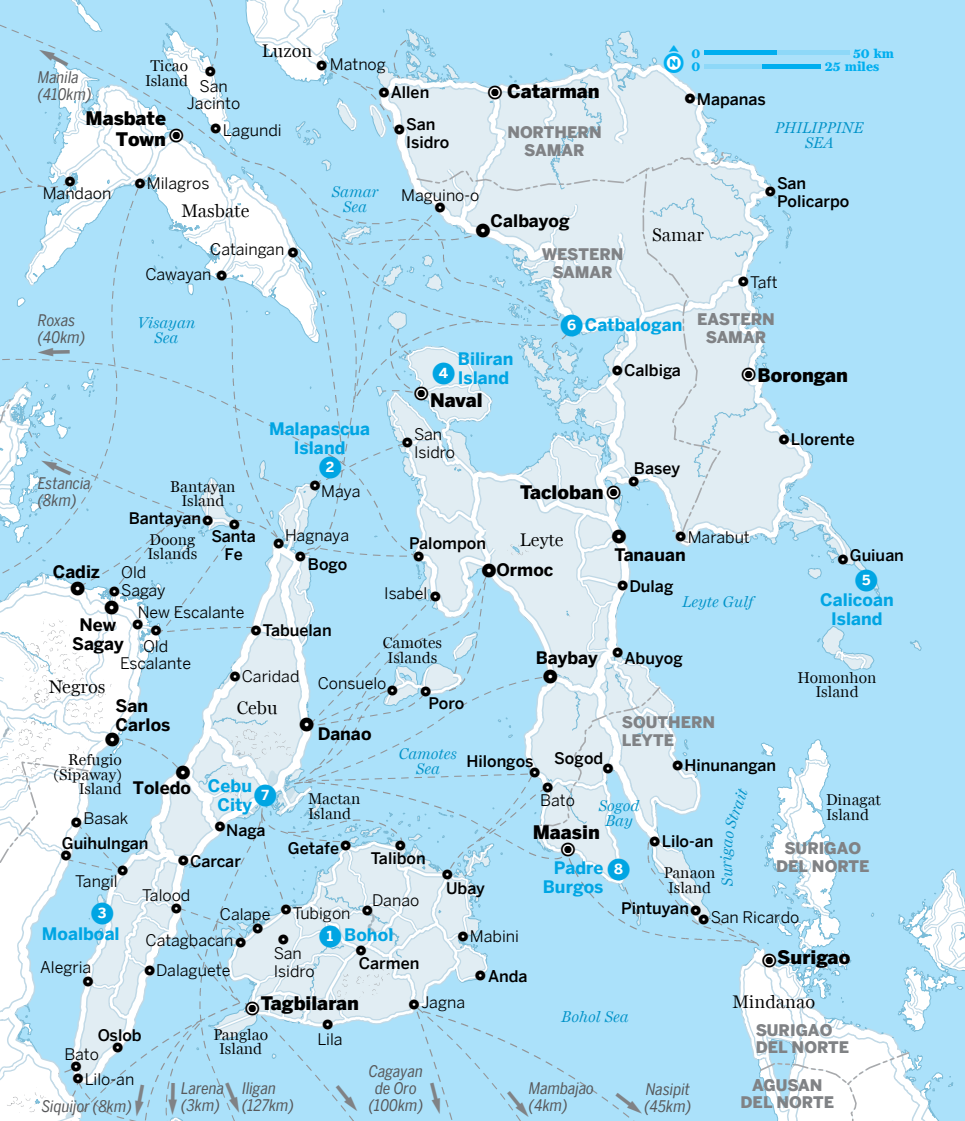 Luzon
Matnog
0
50 km
N
0
25 miles
Manila
(410km)
Ticao
Island
San
Jacinto
Lagundi
Allen
Catarman
Mapanas
Masbate
Town
San
Isidro
NORTHERN
SAMAR
PHILIPPINE
SEA
Mandaon
Milagros
Masbate
Samar
Sea
Maguino-o
San
Policarpo
Calbayog
Samar
Cataingan
Cawayan
WESTERN
SAMAR
Taft
Roxas
(40km)
Visayan
Sea
6 Catbalogan
EASTERN
SAMAR
4
Biliran
Island
Naval
Calbiga
Borongan
Malapascua
Island
2
Maya
San
Isidro
Llorente
Estancia
(8km)
Bantayan
Island
Bantayan
Santa
Fe
Doong
Islands
Basey
Tacloban
Hagnaya
Bogo
Palompon
Leyte
Tanauan
Marabut
Guiuan
5
Calicoan
Island
Cadiz
Old
Sagay
New
Sagay
New Escalante
Old
Escalante
Tabuelan
Isabel
Ormoc
Dulag
Leyte Gulf
Camotes
Islands
Baybay
Abuyog
Homonhon
Island
Negros
Caridad
Cebu
Consuelo
Poro
San
Carlos
Danao
SOUTHERN
LEYTE
Refugio
(Sipaway)
Island
Toledo
Camotes
Sea
Hilongos
Sogod
Hinunangan
Cebu
City
7
Mactan
Island
Bato
Sogod
Bay
Surigao Strait
Dinagat
Island
Basak
Naga
Maasin
Guihulngan
Getafe
Talibon
Lilo-an
SURIGAO
DEL NORTE
Tangil
Carcar
Ubay
Padre
Burgos
8
Panaon
Island
Talood
3
Moalboal
Calape
Tubigon
Danao
Pintuyan
San Ricardo
Catagbacan
San
Isidro
1 Bohol
Carmen
Mabini
Surigao
Alegria
Dalaguete
Anda
Tagbilaran
Jagna
Mindanao
Oslob
Panglao
Island
Lila
Bohol Sea
SURIGAO
DEL NORTE
Bato
Lilo-an
Siquijor (8km)
Larena
(3km)
Iligan
(127km)
Cagayan
de Oro
(100km)
Mambajao
(4km)
Nasipit
(45km)
AGUSAN
DEL NORTE